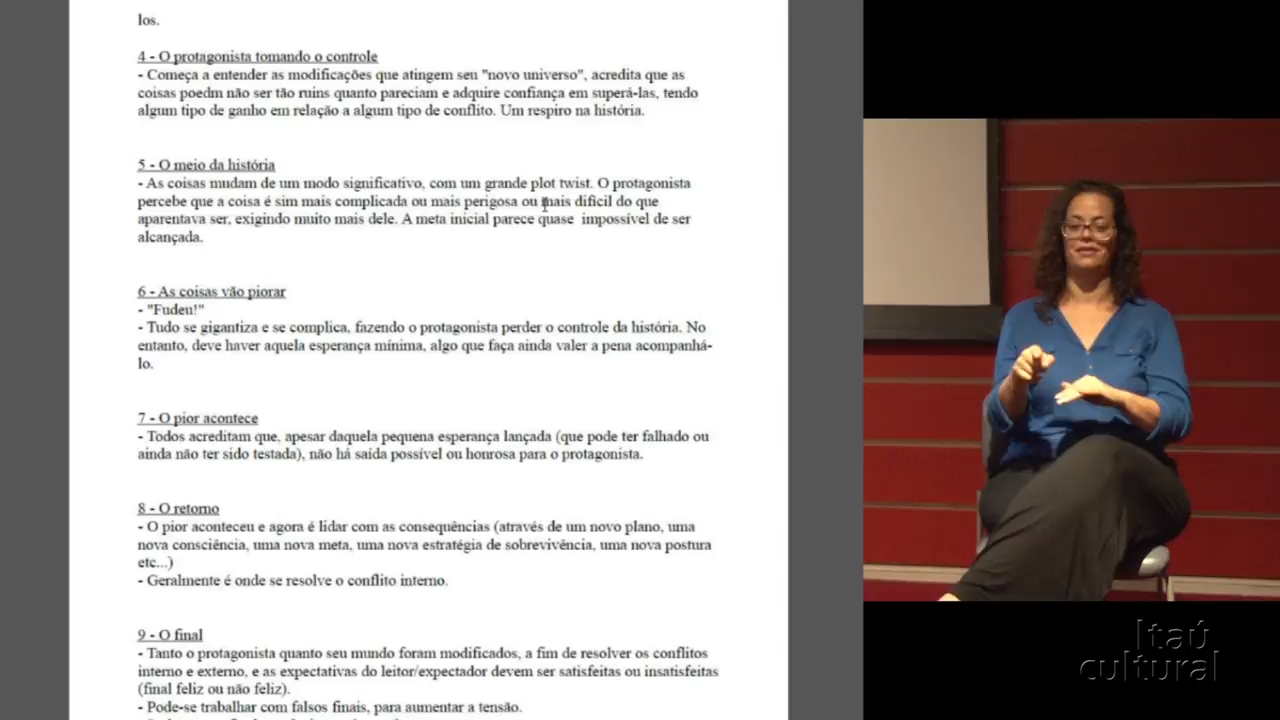 los.
4 - O protagonista tomando o controle
- Começa a entender as modificações que atingem seu "novo universo", acredita que as
coisas poedm não ser tão ruins quanto pareciam e adquire confiança em superá-las, tendo
algum tipo de ganho em relação a algum tipo de conflito. Um respiro na história.
5 - O meio da história
- As coisas mudam de um modo significativo, com um grande plot twist. O protagonista
percebe que a coisa é sim mais complicada ou mais perigosa ou mais difícil do que
aparentava ser, exigindo muito mais dele. A meta inicial parece quase  impossível de ser
alcançada.
6 - As coisas vão piorar
- "Fudeu!"
- Tudo se gigantiza e se complica, fazendo o protagonista perder o controle da história. No
entanto, deve haver aquela esperança mínima, algo que faça ainda valer a pena acompanhá-
lo.
7 - O pior acontece
- Todos acreditam que, apesar daquela pequena esperança lançada (que pode ter falhado ou
ainda não ter sido testada), não há saída possível ou honrosa para o protagonista.
8 - O retorno
- O pior aconteceu e agora é lidar com as consequências (através de um novo plano, uma
nova consciência, uma nova meta, uma nova estratégia de sobrevivência, uma nova postura
etc...)
- Geralmente é onde se resolve o conflito interno.
9 - O final
- Tanto o protagonista quanto seu mundo foram modificados, a fim de resolver os conflitos
interno e externo, e as expectativas do leitor/expectador devem ser satisfeitas ou insatisfeitas
(final feliz ou não feliz).
- Pode-se trabalhar com falsos finais, para aumentar a tensão.
Itaú
cultural